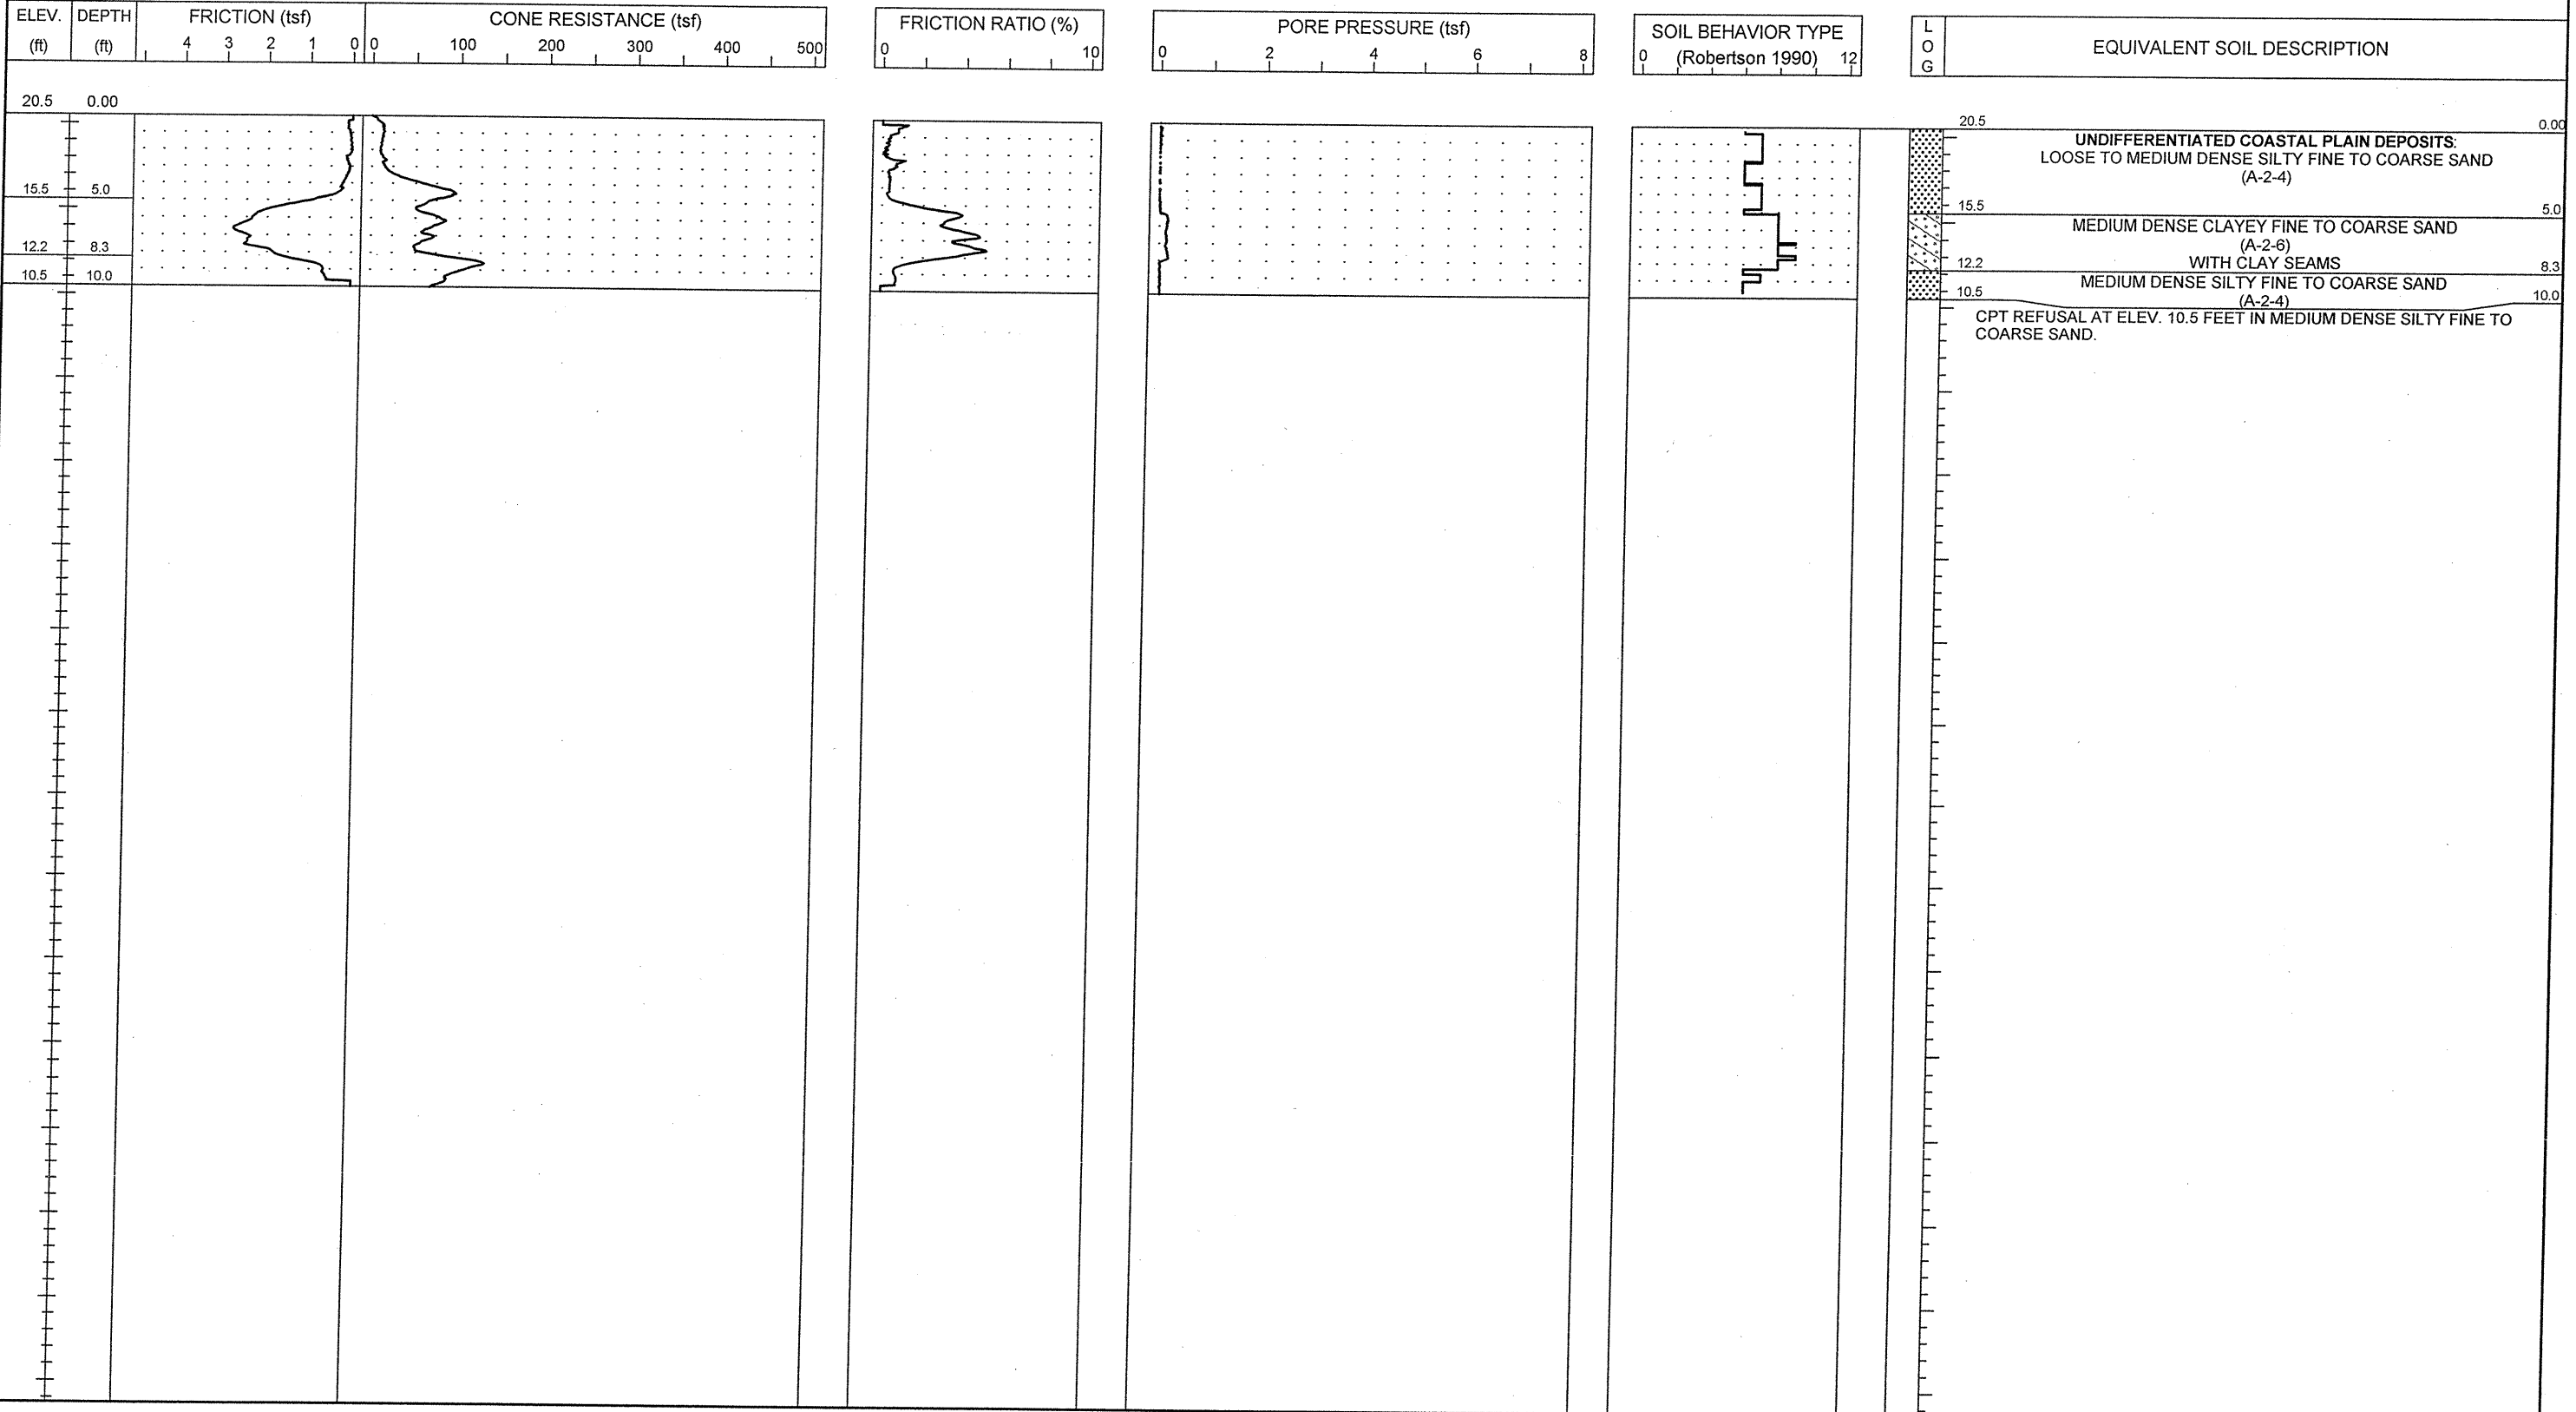 ELEV.
(ft)
DEPTH
(ft)
FRICTION (tsf)
4 3 2 1 0
CONE RESISTANCE (tsf)
0 100 200 300 400 500
FRICTION RATIO (%)
0 10
PORE PRESSURE (tsf)
0 2 4 6 8
SOIL BEHAVIOR TYPE
(Robertson 1990)
0 12
L
O
G
EQUIVALENT SOIL DESCRIPTION
20.5 0.00
15.5 5.0
12.2 8.3
10.5 10.0
20.5 0.00
UNDIFFERENTIATED COASTAL PLAIN DEPOSITS:
LOOSE TO MEDIUM DENSE SILTY FINE TO COARSE SAND
(A-2-4)
15.5 5.0
MEDIUM DENSE CLAYEY FINE TO COARSE SAND
(A-2-6)
WITH CLAY SEAMS
12.2 8.3
MEDIUM DENSE SILTY FINE TO COARSE SAND
(A-2-4)
10.5 10.0
CPT REFUSAL AT ELEV. 10.5 FEET IN MEDIUM DENSE SILTY FINE TO
COARSE SAND.